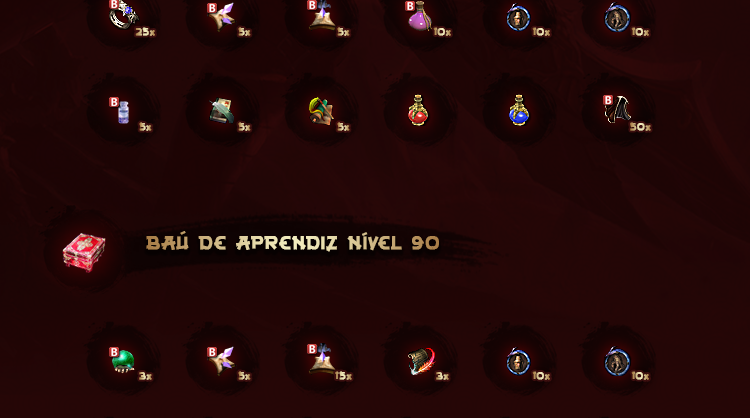 B 25x B 5x B 5x B 10x 10x 10x
B 5x 5x 5x B 50x
BAÚ DE APRENDIZ NÍVEL 90
B 3x B 5x B 15x 3x 10x 10x